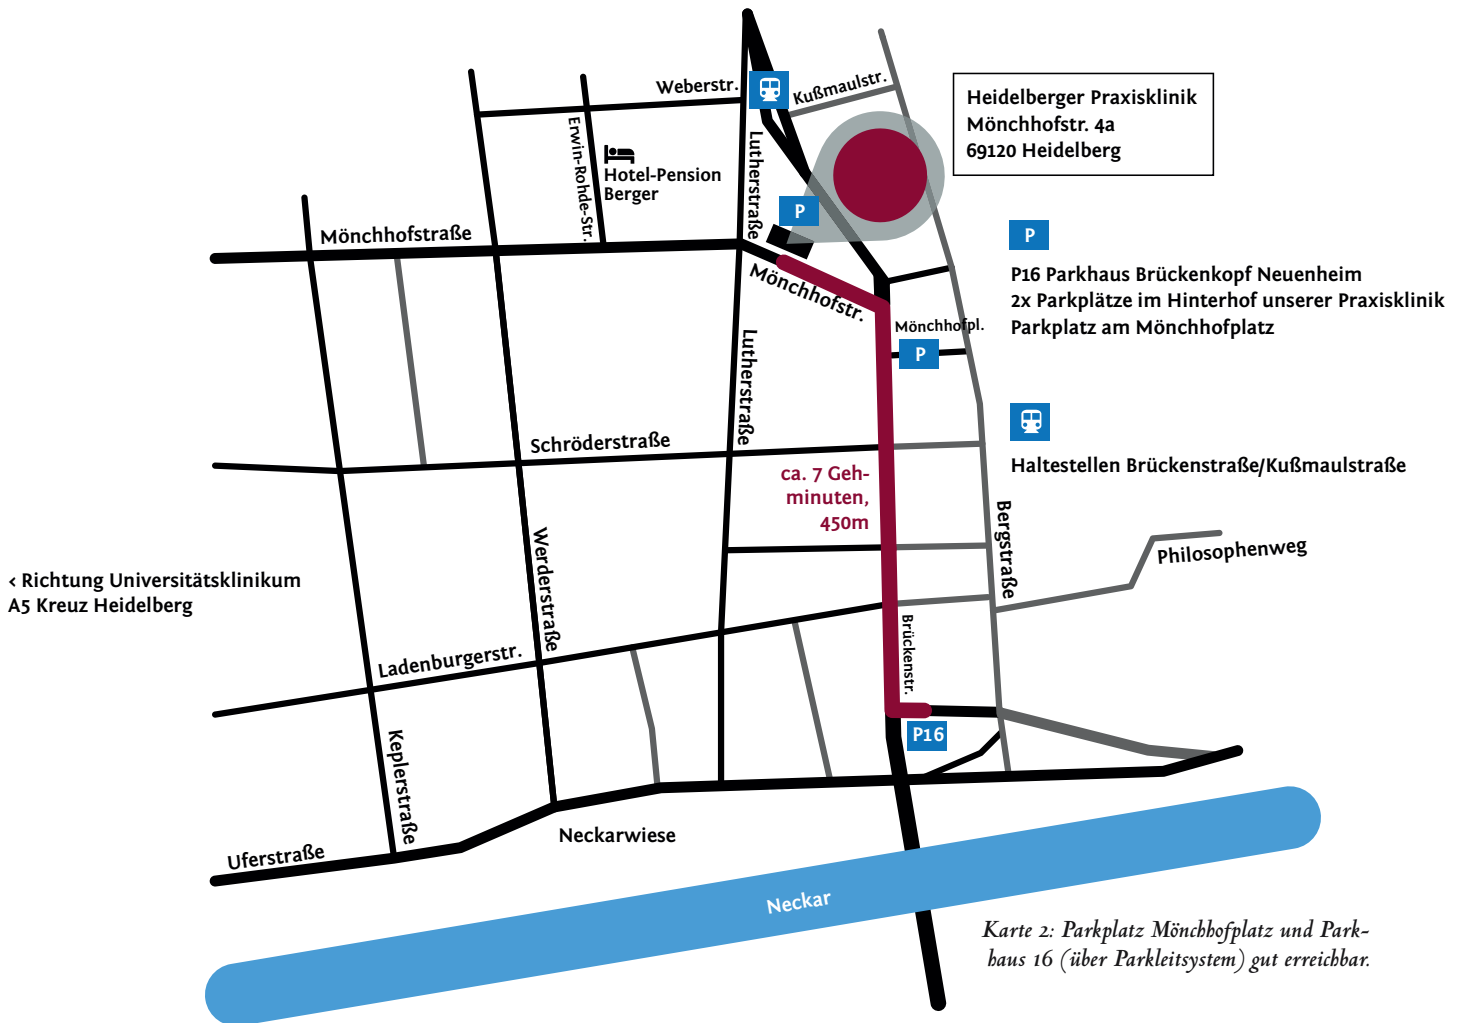 Weberstr.
Kußmaulstr.
Heidelberger Praxisklinik
Mönchhofstr. 4a
69120 Heidelberg
Erwin-Rohde-Str.
Lutherstraße
Hotel-Pension
Berger
P
Mönchhofstraße
P
P16 Parkhaus Brückenkopf Neuenheim
2x Parkplätze im Hinterhof unserer Praxisklinik
Parkplatz am Mönchhofplatz
Mönchhofstr.
Mönchhofpl.
P
Lutherstraße
Schröderstraße
Haltestellen Brückenstraße/Kußmaulstraße
ca. 7 Geh-
minuten,
450m
Bergstraße
Philosophenweg
Werderstraße
< Richtung Universitätsklinikum
A5 Kreuz Heidelberg
Ladenburgerstr.
Brückenstr.
P16
Keplerstraße
Neckarwiese
Uferstraße
Neckar
Karte 2: Parkplatz Mönchhofplatz und Park-
haus 16 (über Parkleitsystem) gut erreichbar.